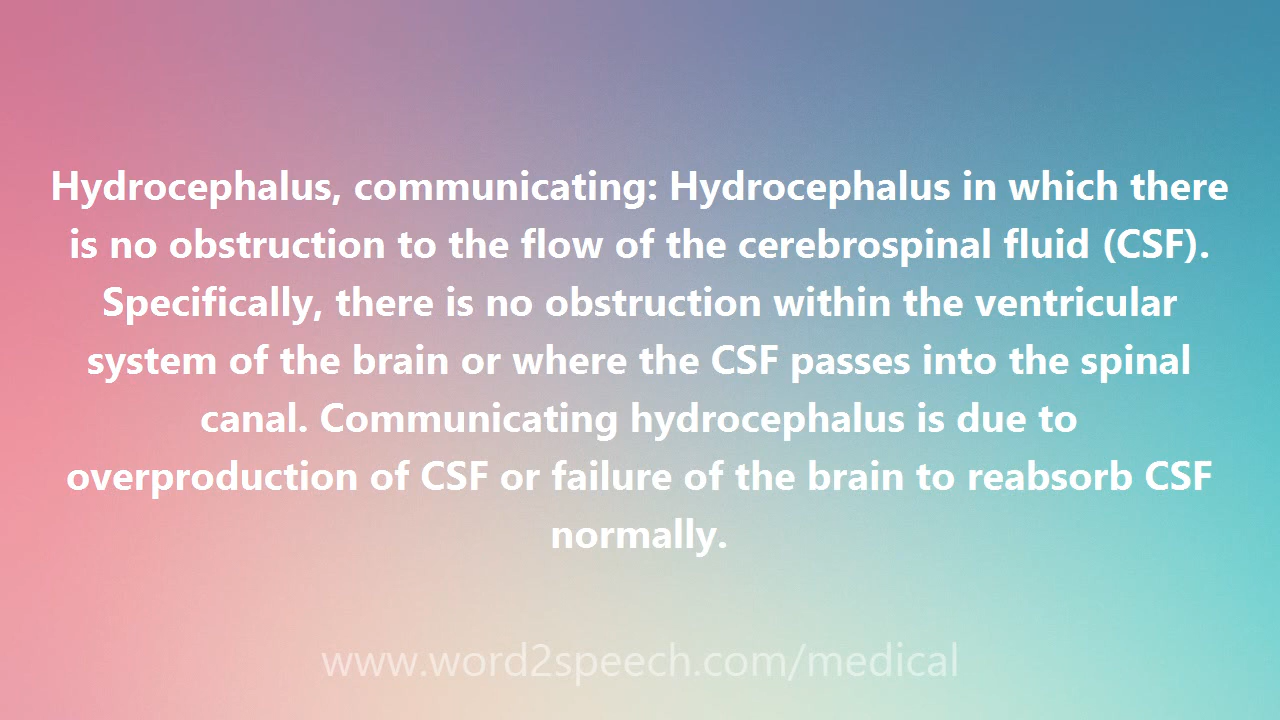 Hydrocephalus, communicating: Hydrocephalus in which there
is no obstruction to the flow of the cerebrospinal fluid (CSF).
Specifically, there is no obstruction within the ventricular
system of the brain or where the CSF passes into the spinal
canal. Communicating hydrocephalus is due to
overproduction of CSF or failure of the brain to reabsorb CSF
normally.
www.word2speech.com/medical